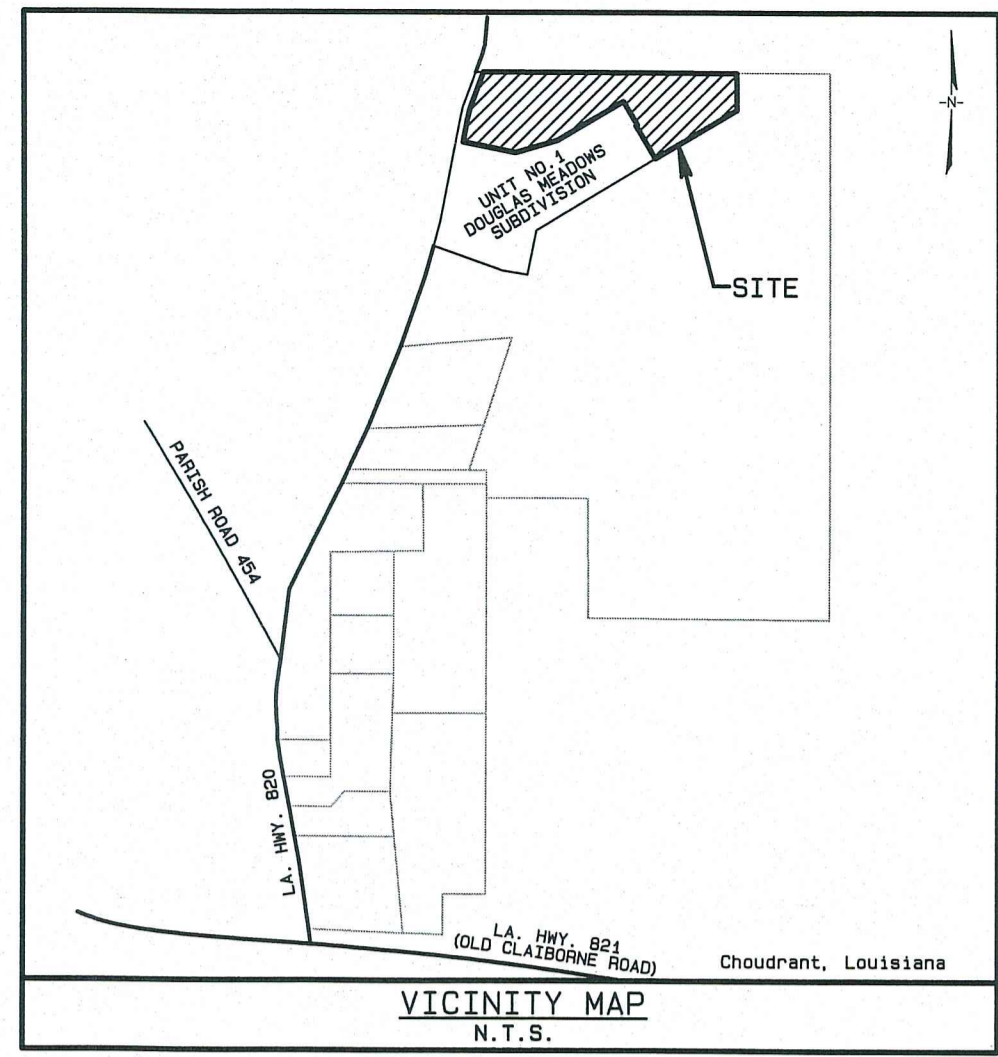 -N-
UNIT NO. 1
DOUGLAS MEADOWS
SUBDIVISION
SITE
PARISH ROAD 454
LA. HWY. 820
LA. HWY. 821
(OLD CLAIBORNE ROAD)
Choudrant, Louisiana
VICINITY MAP
N.T.S.